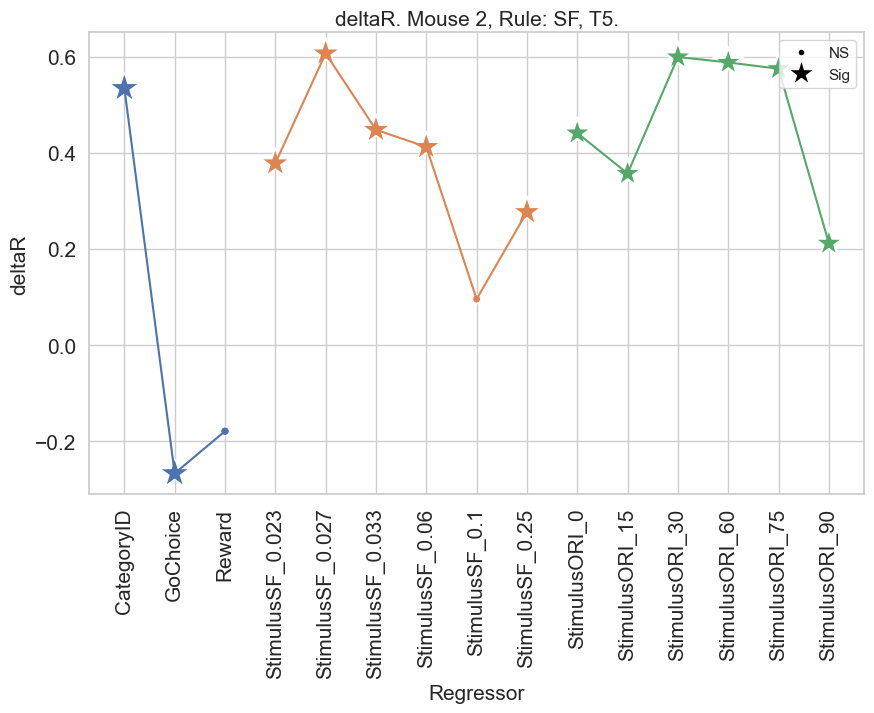 deltaR. Mouse 2, Rule: SF, T5.
NS
Sig
deltaR
0.6
0.4
0.2
0.0
−0.2
CategoryID
GoChoice
Reward
StimulusSF_0.023
StimulusSF_0.027
StimulusSF_0.033
StimulusSF_0.06
StimulusSF_0.1
StimulusSF_0.25
StimulusORI_0
StimulusORI_15
StimulusORI_30
StimulusORI_60
StimulusORI_75
StimulusORI_90
Regressor